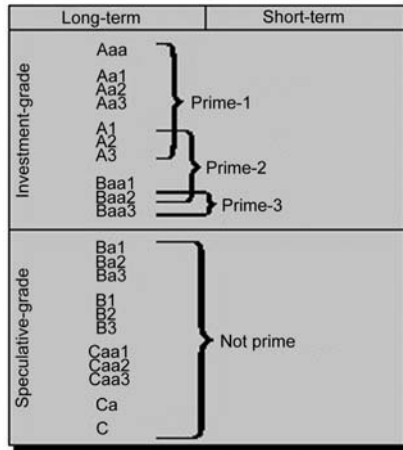 Long-term Short-term
Investment-grade
Aaa
Aa1
Aa2
Aa3
Prime-1
A1
A2
A3
Prime-2
Baa1
Baa2
Baa3
Prime-3
Speculative-grade
Ba1
Ba2
Ba3
B1
B2
B3
Not prime
Caa1
Caa2
Caa3
Ca
C